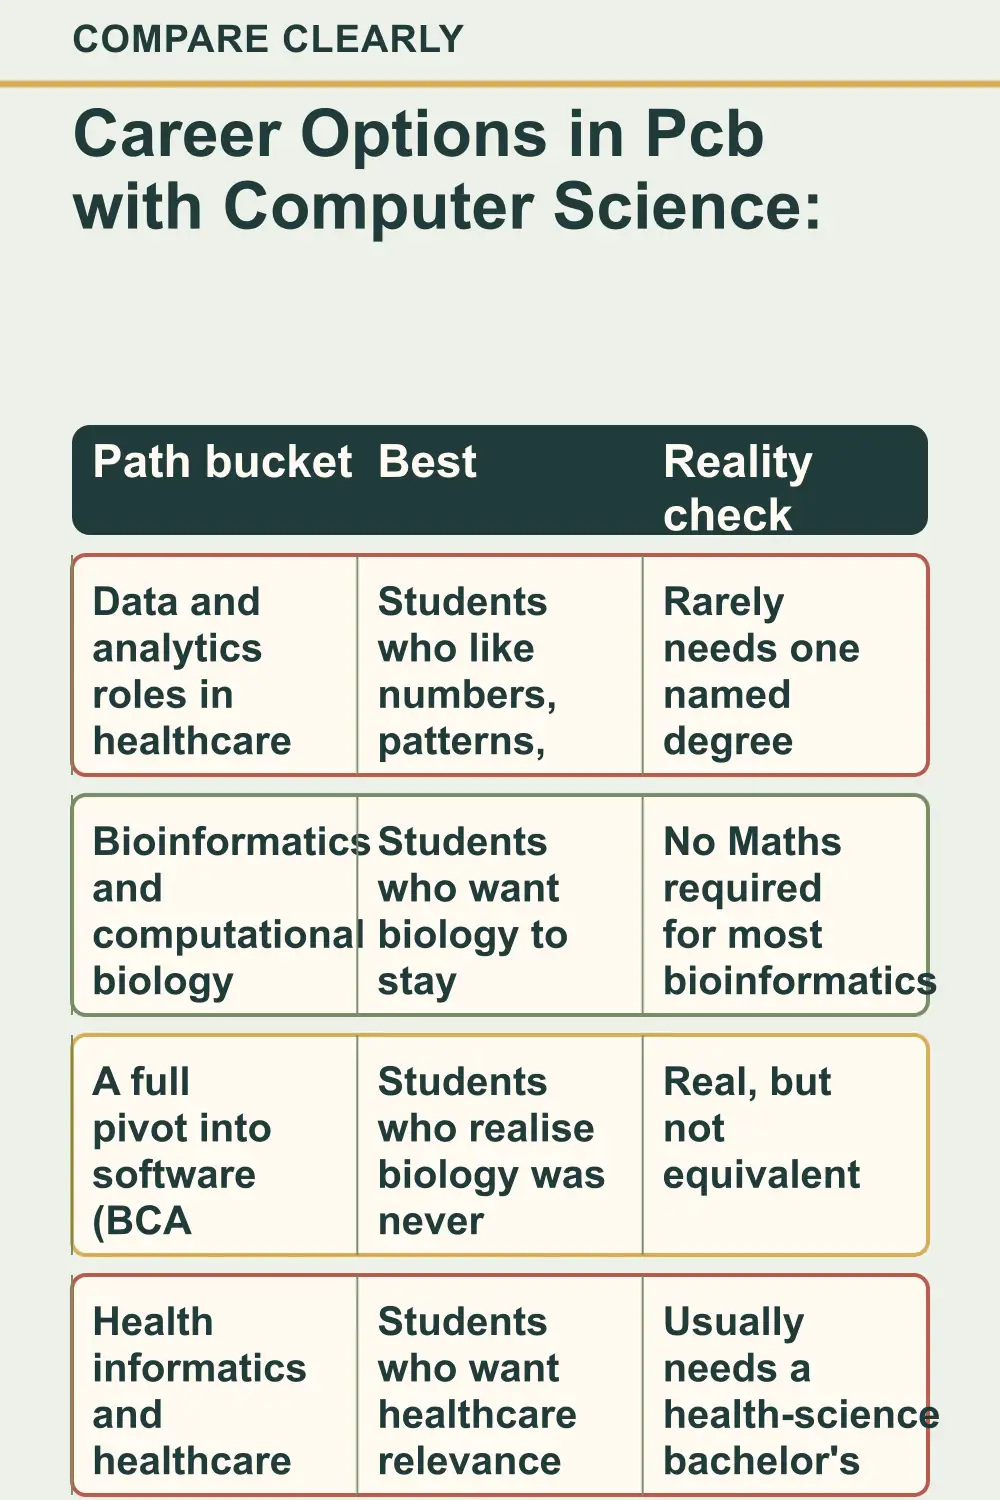 COMPARE CLEARLY
Career Options in Pcb
with Computer Science:
Path bucket
Best
Reality
check
Data and
analytics
roles in
healthcare
Students
who like
numbers,
patterns,
Rarely
needs one
named
degree
Bioinformatics
and
computational
biology
Students
who want
biology to
stay
No Maths
required
for most
bioinformatics
A full
pivot into
software
(BCA
Students
who realise
biology was
never
Real, but
not
equivalent
Health
informatics
and
healthcare
Students
who want
healthcare
relevance
Usually
needs a
health-science
bachelor's